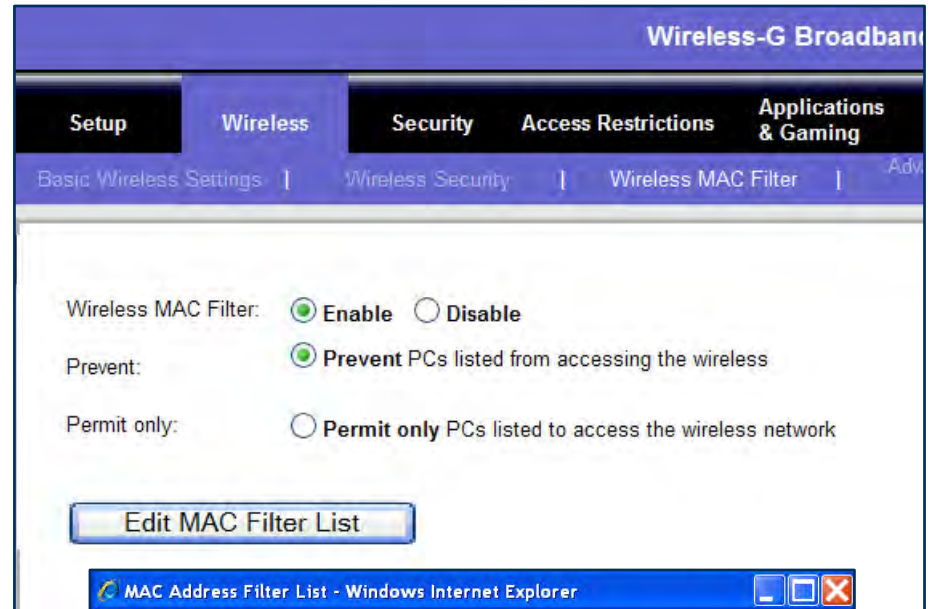 Wireless-G Broadban
Setup Wireless Security Access Restrictions Applications & Gaming
Basic Wireless Settings | Wireless Security | Wireless MAC Filter | Adv
Wireless MAC Filter: Enable Disable
Prevent: Prevent PCs listed from accessing the wireless
Permit only: Permit only PCs listed to access the wireless network
Edit MAC Filter List
MAC Address Filter List - Windows Internet Explorer